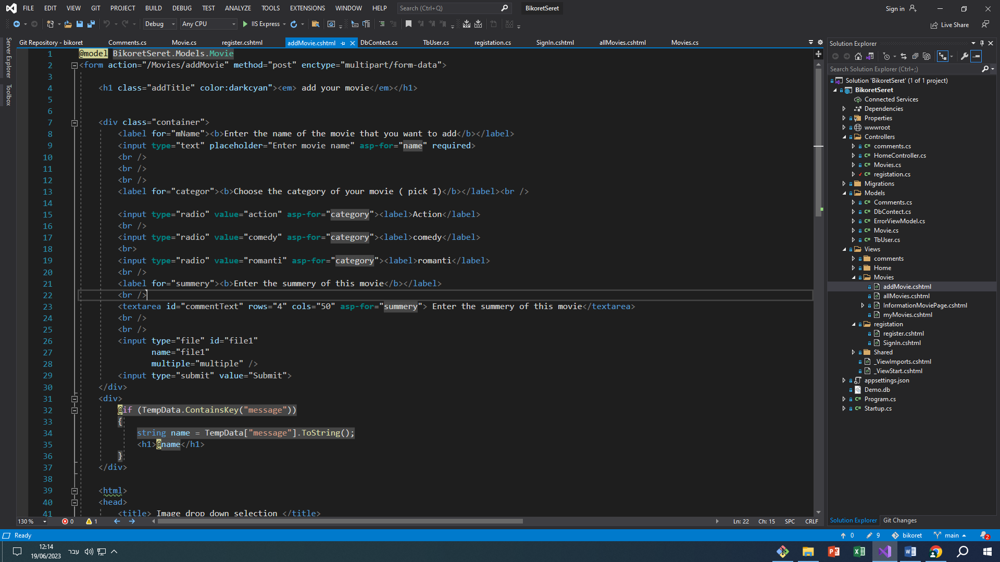 FILE EDIT VIEW GIT PROJECT BUILD DEBUG TEST ANALYZE TOOLS EXTENSIONS WINDOW HELP Search (Ctrl+Q) BikoretSeret Sign in
Debug Any CPU IIS Express Live Share
Server Explorer
Toolbox
Git Repository - bikoret Comments.cs Movie.cs register.cshtml addMovie.cshtml DbContect.cs TbUser.cs registration.cs SignIn.cshtml allMovies.cshtml Movies.cs
1 @model BikoretSeret.Models.Movie
2 <form action="/Movies/addMovie" method="post" enctype="multipart/form-data">
3
4 <h1 class="addTitle" color:darkcyan"><em> add your movie</em></h1>
5
6
7 <div class="container">
8 <label for="mName"><b>Enter the name of the movie that you want to add</b></label>
9 <input type="text" placeholder="Enter movie name" asp-for="name" required>
10 <br />
11 <br />
12 <br />
13 <label for="categor"><b>Choose the category of your movie ( pick 1)</b></label><br />
14
15 <input type="radio" value="action" asp-for="category"><label>Action</label>
16 <br />
17 <input type="radio" value="comedy" asp-for="category"><label>comedy</label>
18 <br>
19 <input type="radio" value="romanti" asp-for="category"><label>romanti</label>
20 <br />
21 <label for="summery"><b>Enter the summery of this movie</b></label>
22 <br />
23 <textarea id="commentText" rows="4" cols="50" asp-for="summery"> Enter the summery of this movie</textarea>
24 <br />
25 <br />
26 <input type="file" id="file1"
27 name="file1"
28 multiple="multiple" />
29 <input type="submit" value="Submit">
30 </div>
31 <div>
32 @if (TempData.ContainsKey("message"))
33 {
34 string name = TempData["message"].ToString();
35 <h1>@name</h1>
36 }
37 </div>
38
39 <html>
40 <head>
41 <title> Image drop down selection </title>
130 % 0 1 Ln: 22 Ch: 15 SPC CRLF
Solution Explorer
Search Solution Explorer (Ctrl+;)
Solution 'BikoretSeret' (1 of 1 project)
BikoretSeret
Connected Services
Dependencies
Properties
wwwroot
Controllers
C# comments.cs
C# HomeController.cs
C# Movies.cs
C# registation.cs
Migrations
Models
C# Comments.cs
C# DbContect.cs
C# ErrorViewModel.cs
C# Movie.cs
C# TbUser.cs
Views
comments
Home
Movies
addMovie.cshtml
allMovies.cshtml
InformationMoviePage.cshtml
myMovies.cshtml
registation
register.cshtml
SignIn.cshtml
Shared
_ViewImports.cshtml
_ViewStart.cshtml
appsettings.json
Demo.db
C# Program.cs
C# Startup.cs
Solution Explorer Git Changes
Ready 0 9 bikoret main 2
12:14
19/06/2023
עבר